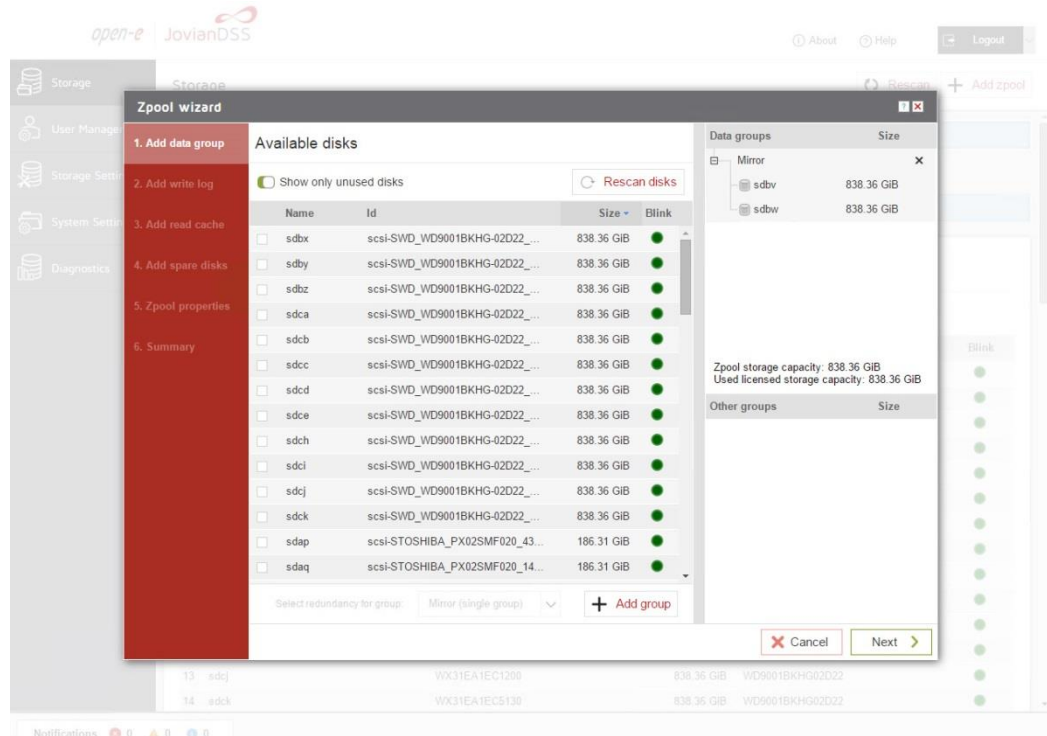 open-e JovianDSS
About Help Logout
Storage
User Manage
Storage Settin
System Settin
Diagnostics
Storage
Rescan
Add zpool
Zpool wizard
1. Add data group
2. Add write log
3. Add read cache
4. Add spare disks
5. Zpool properties
6. Summary
Available disks
Show only unused disks
Rescan disks
Name Id Size Blink
sdbx scsi-SWD_WD9001BKHG-02D22_... 838.36 GiB
sdby scsi-SWD_WD9001BKHG-02D22_... 838.36 GiB
sdbz scsi-SWD_WD9001BKHG-02D22_... 838.36 GiB
sdca scsi-SWD_WD9001BKHG-02D22_... 838.36 GiB
sdcb scsi-SWD_WD9001BKHG-02D22_... 838.36 GiB
sdcc scsi-SWD_WD9001BKHG-02D22_... 838.36 GiB
sdcd scsi-SWD_WD9001BKHG-02D22_... 838.36 GiB
sdce scsi-SWD_WD9001BKHG-02D22_... 838.36 GiB
sdch scsi-SWD_WD9001BKHG-02D22_... 838.36 GiB
sdci scsi-SWD_WD9001BKHG-02D22_... 838.36 GiB
sdcj scsi-SWD_WD9001BKHG-02D22_... 838.36 GiB
sdck scsi-SWD_WD9001BKHG-02D22_... 838.36 GiB
sdap scsi-STOSHIBA_PX02SMF020_43... 186.31 GiB
sdaq scsi-STOSHIBA_PX02SMF020_14... 186.31 GiB
Select redundancy for group: Mirror (single group)
Add group
Data groups Size
Mirror
sdbv 838.36 GiB
sdbw 838.36 GiB
Zpool storage capacity: 838.36 GiB
Used licensed storage capacity: 838.36 GiB
Other groups Size
Cancel Next
Blink
13 sdcj WX31EA1EC1200 838.36 GiB WD9001BKHG02D22
14 sdck WX31EA1EC5130 838.36 GiB WD9001BKHG02D22
Notifications 0 0 0